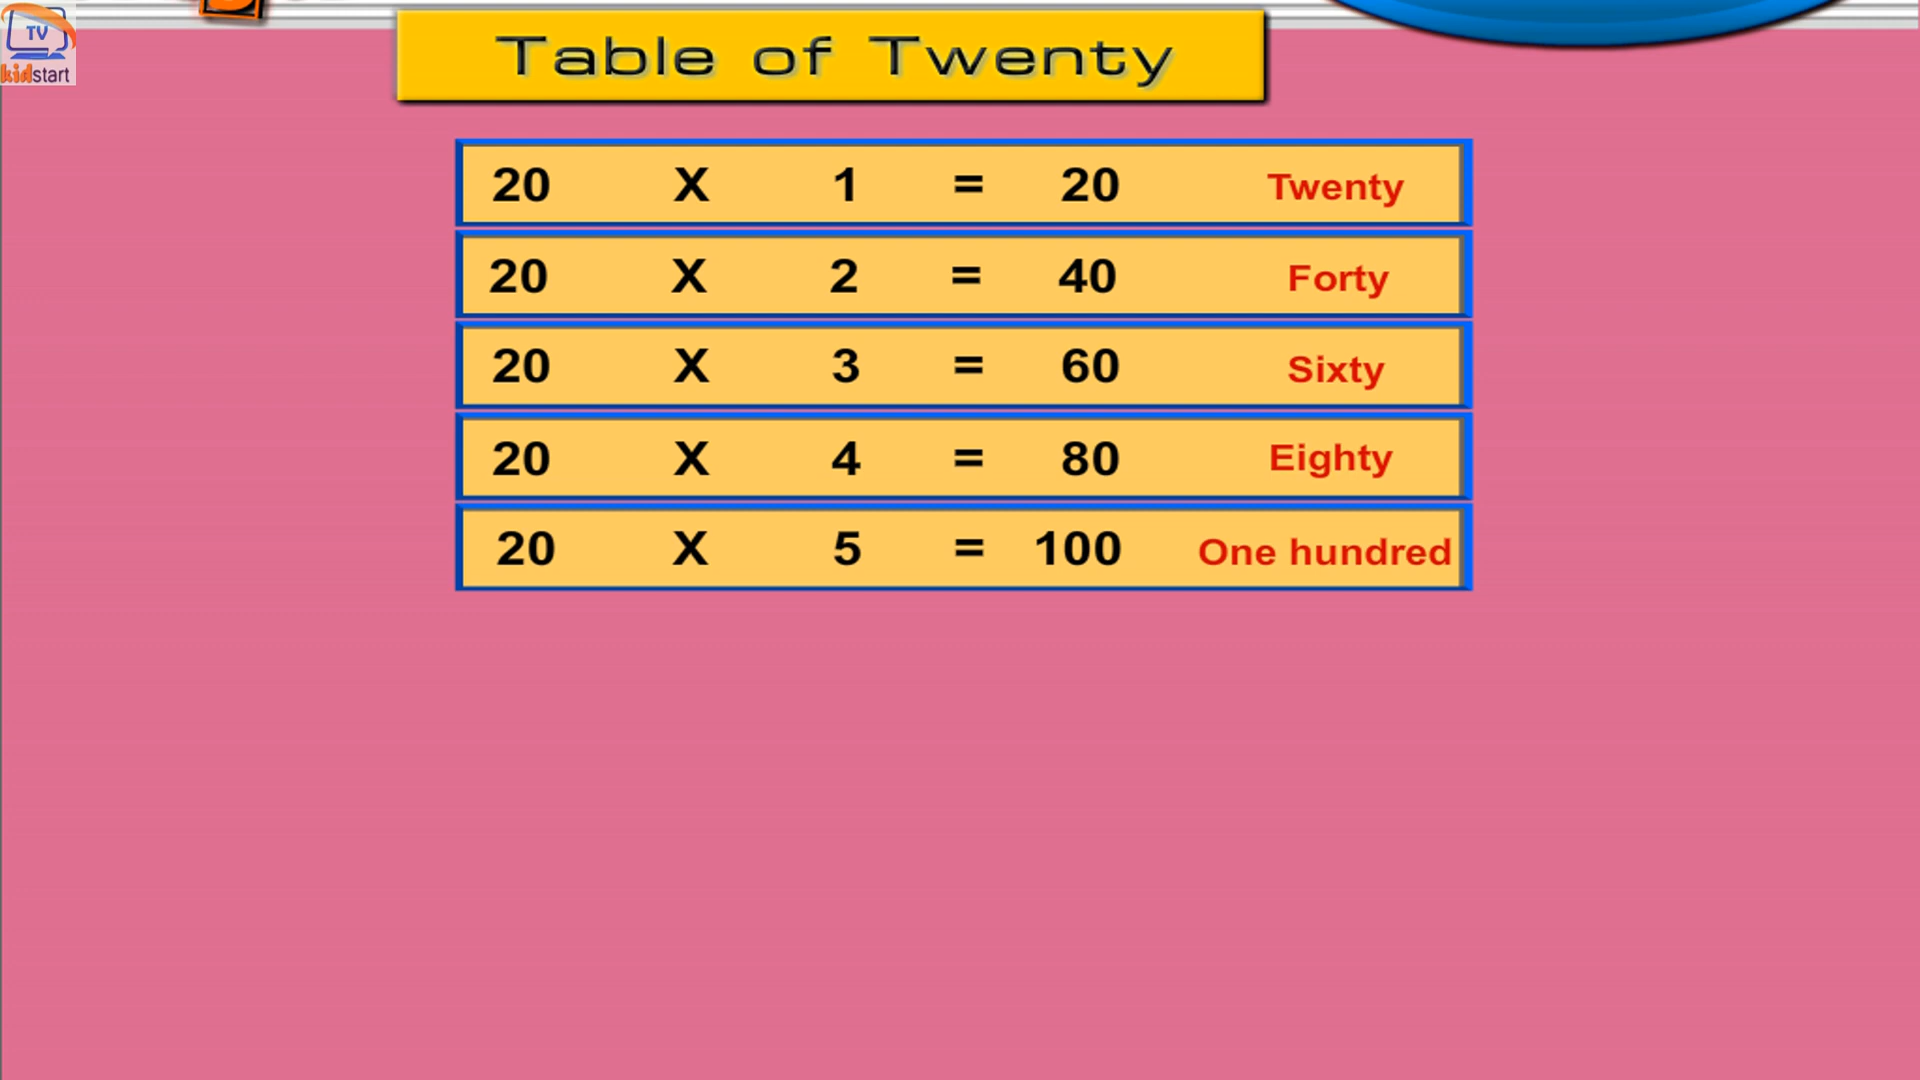 TV
kidstart
Table of Twenty
20 X 1 = 20 Twenty
20 X 2 = 40 Forty
20 X 3 = 60 Sixty
20 X 4 = 80 Eighty
20 X 5 = 100 One hundred